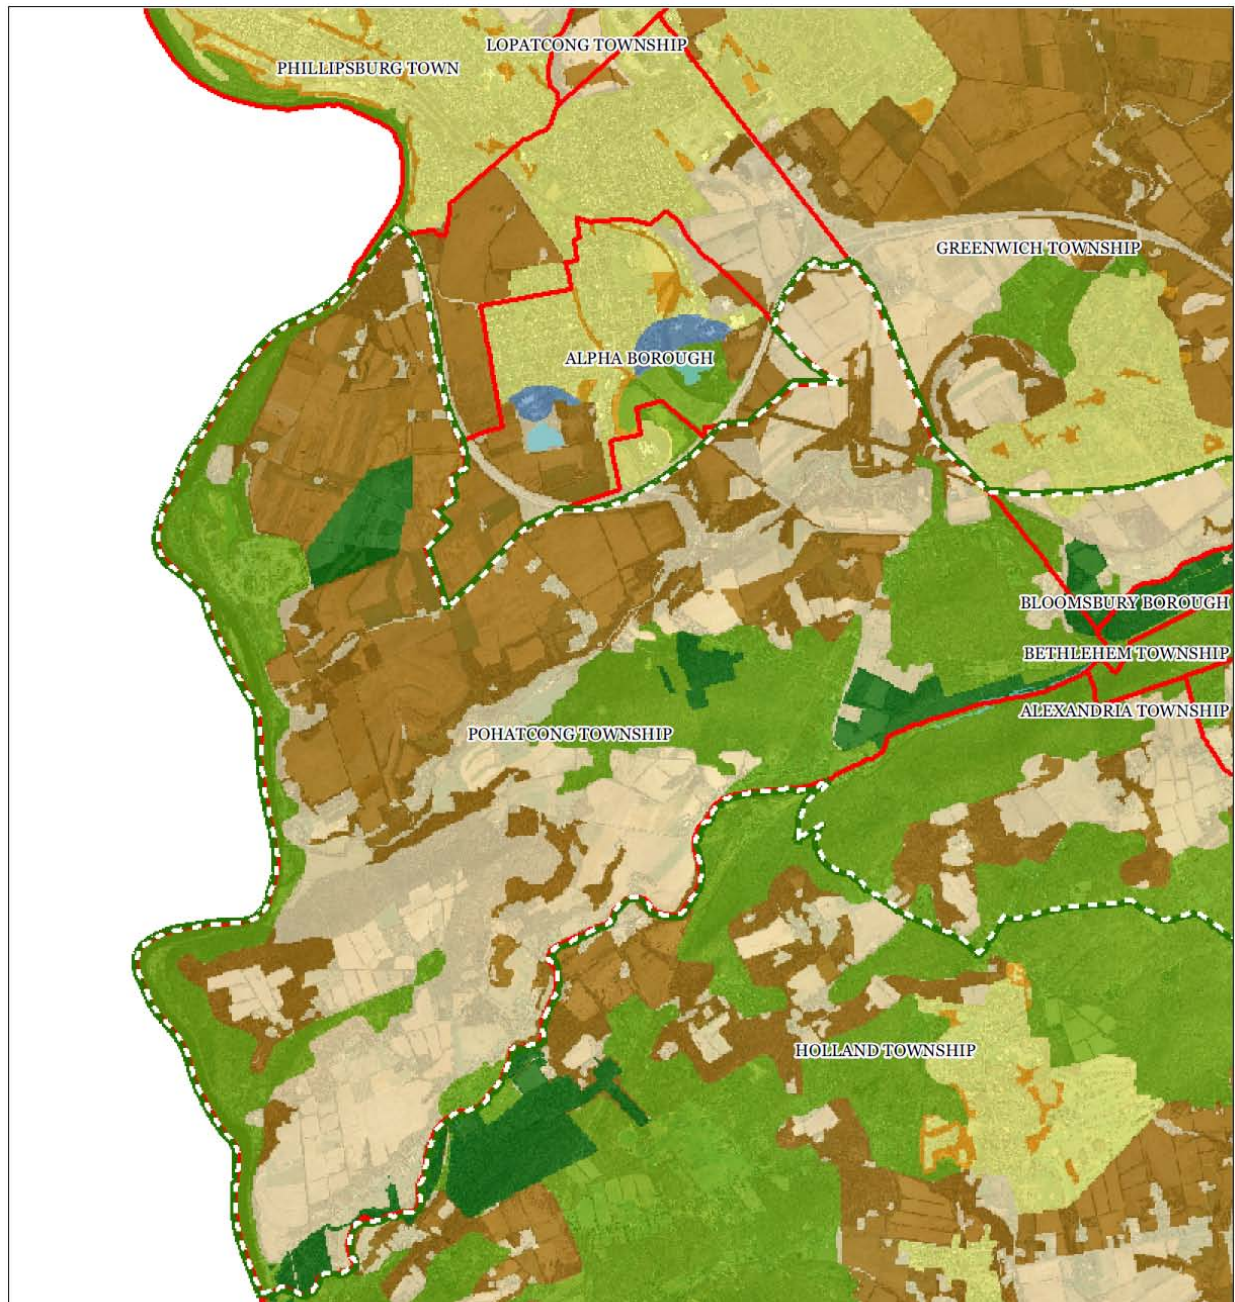 LOPATCONG TOWNSHIP
PHILLIPSBURG TOWN
GREENWICH TOWNSHIP
ALPHA BOROUGH
BLOOMSBURY BOROUGH
BETHLEHEM TOWNSHIP
ALEXANDRIA TOWNSHIP
POHATCONG TOWNSHIP
HOLLAND TOWNSHIP